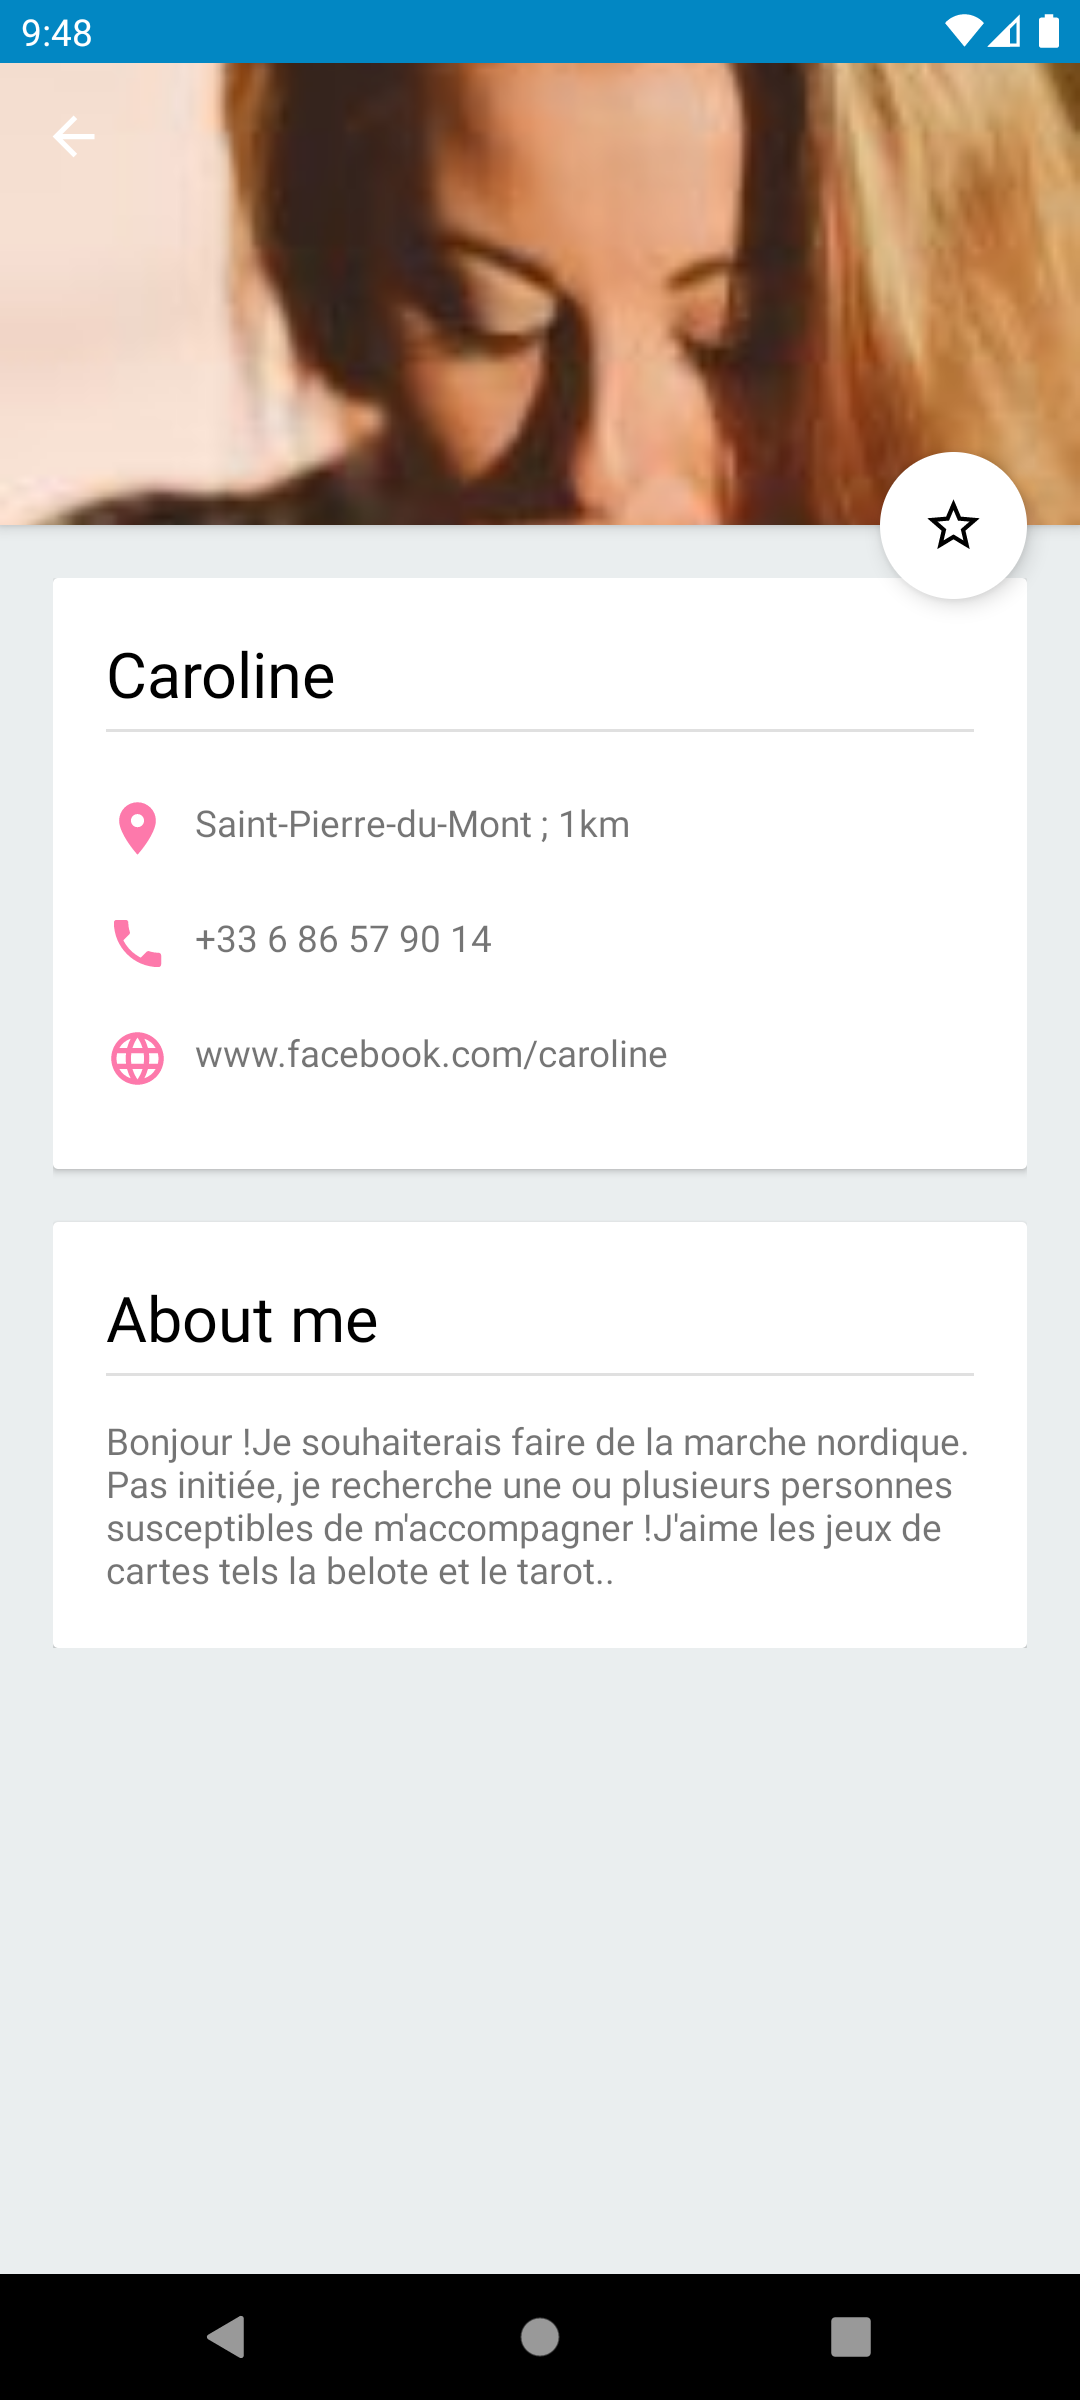 9:48
Caroline
Saint-Pierre-du-Mont ; 1km
+33 6 86 57 90 14
www.facebook.com/caroline
About me
Bonjour !Je souhaiterais faire de la marche nordique.
Pas initiée, je recherche une ou plusieurs personnes
susceptibles de m'accompagner !J'aime les jeux de
cartes tels la belote et le tarot..